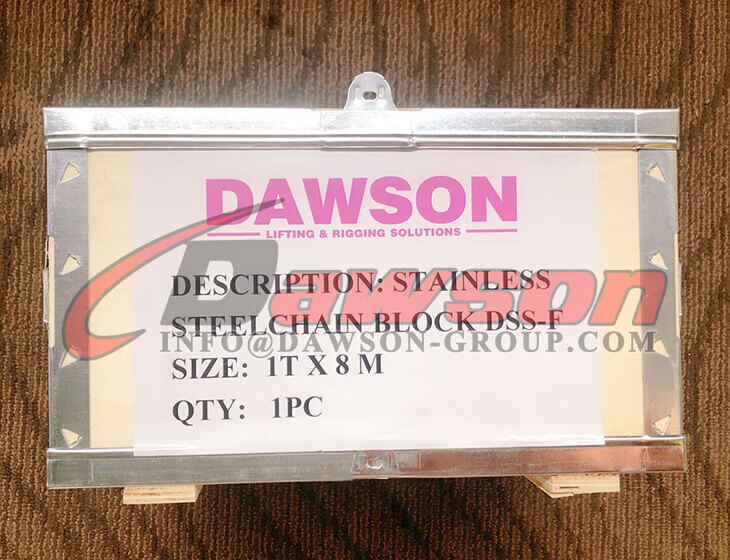 DAWSON
LIFTING & RIGGING SOLUTIONS
DESCRIPTION: STAINLESS
Dawson
STEELCHAIN BLOCK DSS-F
INFO@DAWSON-GROUP.COM
SIZE: 1T X 8 M
QTY: 1PC